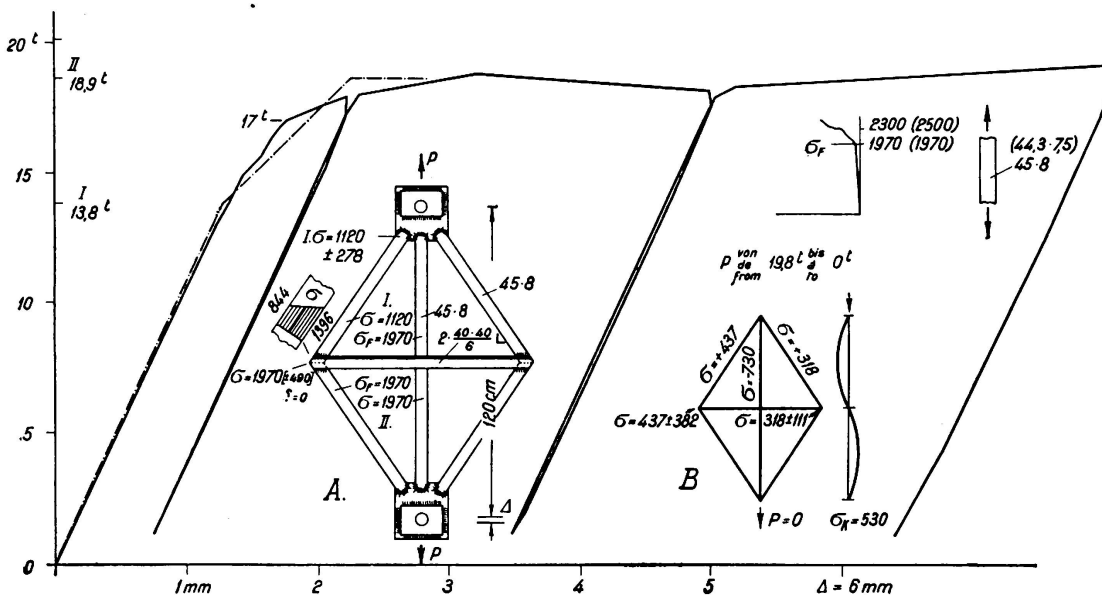 20 t
II
18,9 t
17 t
15
I
13,8 t
10
.5
0
1 mm
2
3
4
5
Δ = 6 mm
P
I. σ = 1120
± 278
844
1396
I.
σ = 1120
σF = 1970
45·8
45·8
2· 40·40
6
σ = 1970 [±490]
σF = 1970
σ = 1970
II.
120 cm
A.
Δ
P
σF
2300 (2500)
1970 (1970)
(44,3·7,5)
45·8
P von 19,8 t bis 0 t
de à
from to
σ = +437
σ = -730
σ = +318
σ = 437±382
σ = 318±111
B
P = 0
σK = 530